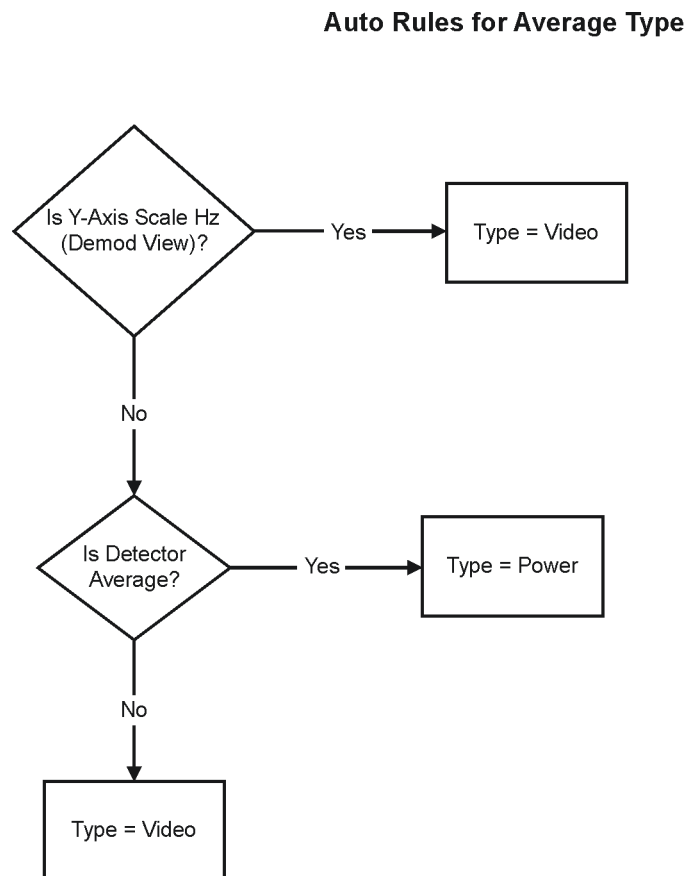 Auto Rules for Average Type
Is Y-Axis Scale Hz
(Demod View)?
Yes
Type = Video
No
Is Detector
Average?
Yes
Type = Power
No
Type = Video